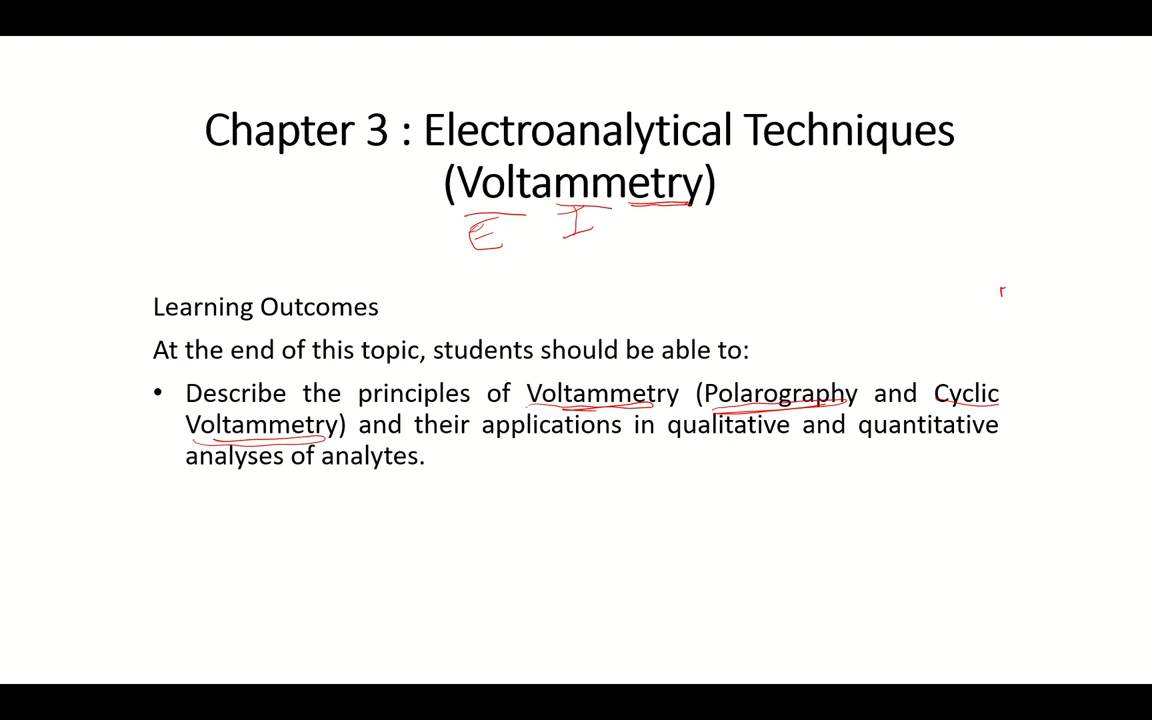 Chapter 3 : Electroanalytical Techniques
(Voltammetry)
E I
Learning Outcomes
At the end of this topic, students should be able to:
• Describe the principles of Voltammetry (Polarography and Cyclic
Voltammetry) and their applications in qualitative and quantitative
analyses of analytes.